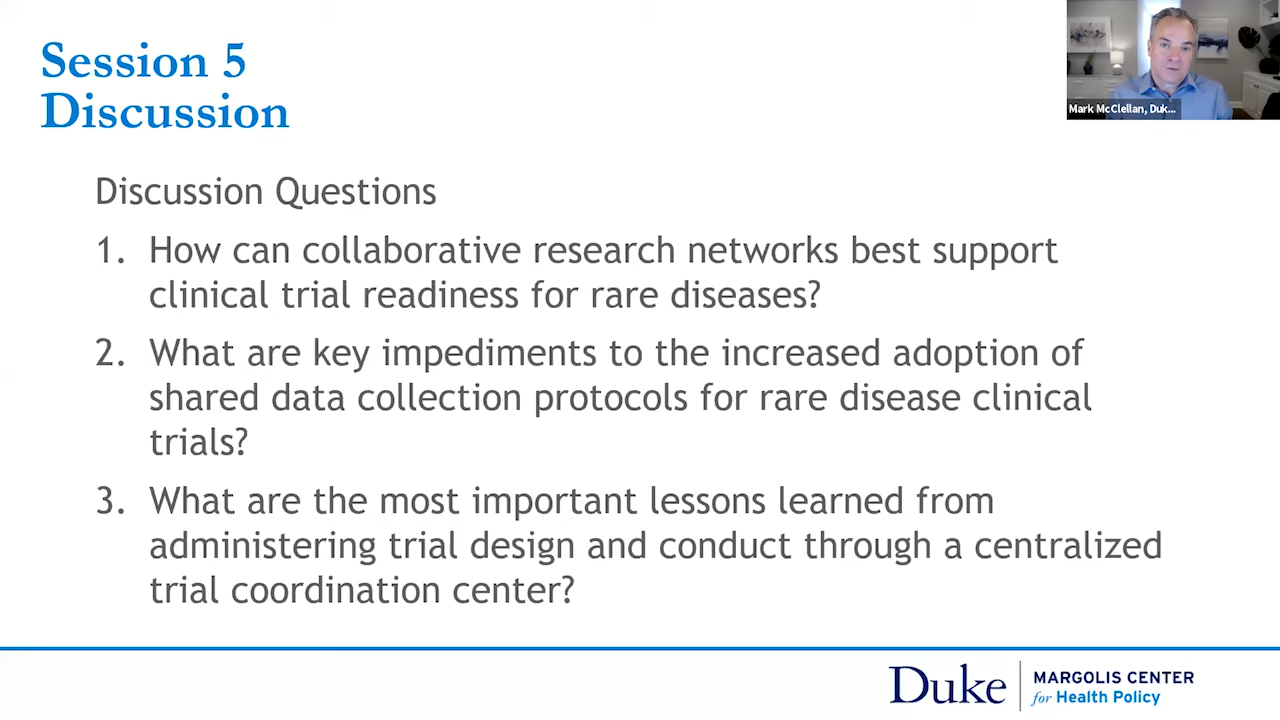 Session 5
Discussion
Mark McClellan, Duk...
Discussion Questions
1. How can collaborative research networks best support
clinical trial readiness for rare diseases?
2. What are key impediments to the increased adoption of
shared data collection protocols for rare disease clinical
trials?
3. What are the most important lessons learned from
administering trial design and conduct through a centralized
trial coordination center?
Duke
MARGOLIS CENTER
for Health Policy